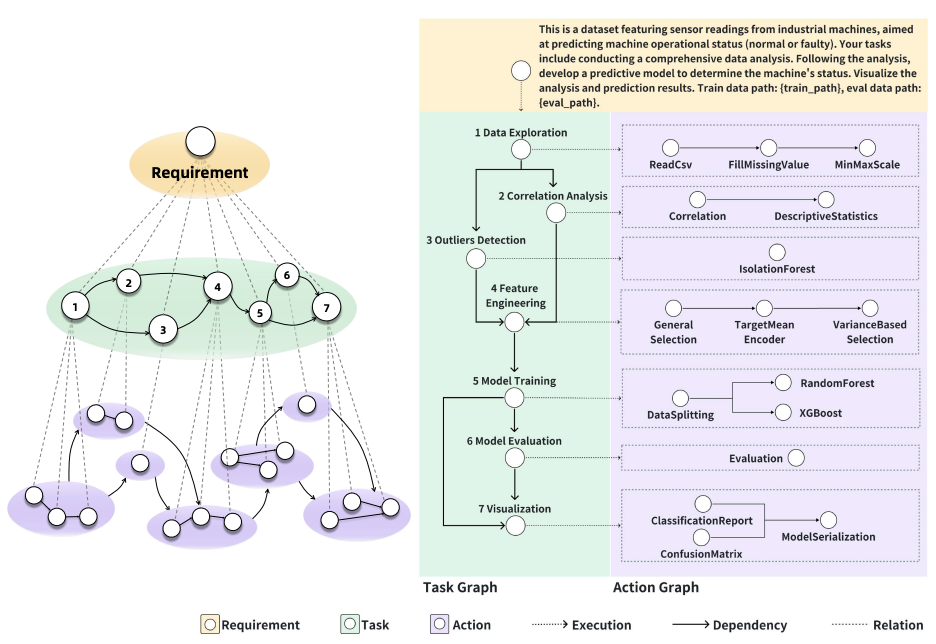 This is a dataset featuring sensor readings from industrial machines, aimed
at predicting machine operational status (normal or faulty). Your tasks
include conducting a comprehensive data analysis. Following the analysis,
develop a predictive model to determine the machine's status. Visualize the
analysis and prediction results. Train data path: {train_path}, eval data path:
{eval_path}.
Requirement
1
2
3
4
5
6
7
1 Data Exploration
ReadCsv
FillMissingValue
MinMaxScale
2 Correlation Analysis
Correlation
DescriptiveStatistics
3 Outliers Detection
IsolationForest
4 Feature
Engineering
General
Selection
TargetMean
Encoder
VarianceBased
Selection
5 Model Training
DataSplitting
RandomForest
XGBoost
6 Model Evaluation
Evaluation
7 Visualization
ClassificationReport
ConfusionMatrix
ModelSerialization
Task Graph
Action Graph
Requirement
Task
Action
Execution
Dependency
Relation